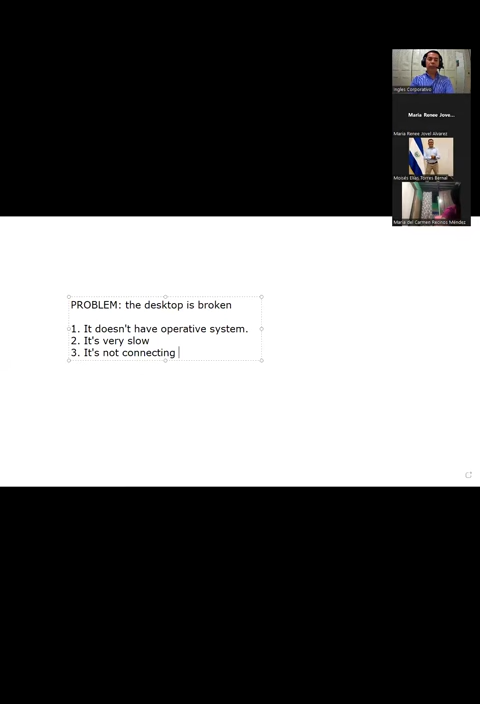 Ingles Corporativo
Maria Renee Jove...
Maria Renee Jovel Alvarez
Moisés Elías Torres Bernal
Maria del Carmen Recinos Méndez
PROBLEM: the desktop is broken
1. It doesn't have operative system.
2. It's very slow
3. It's not connecting